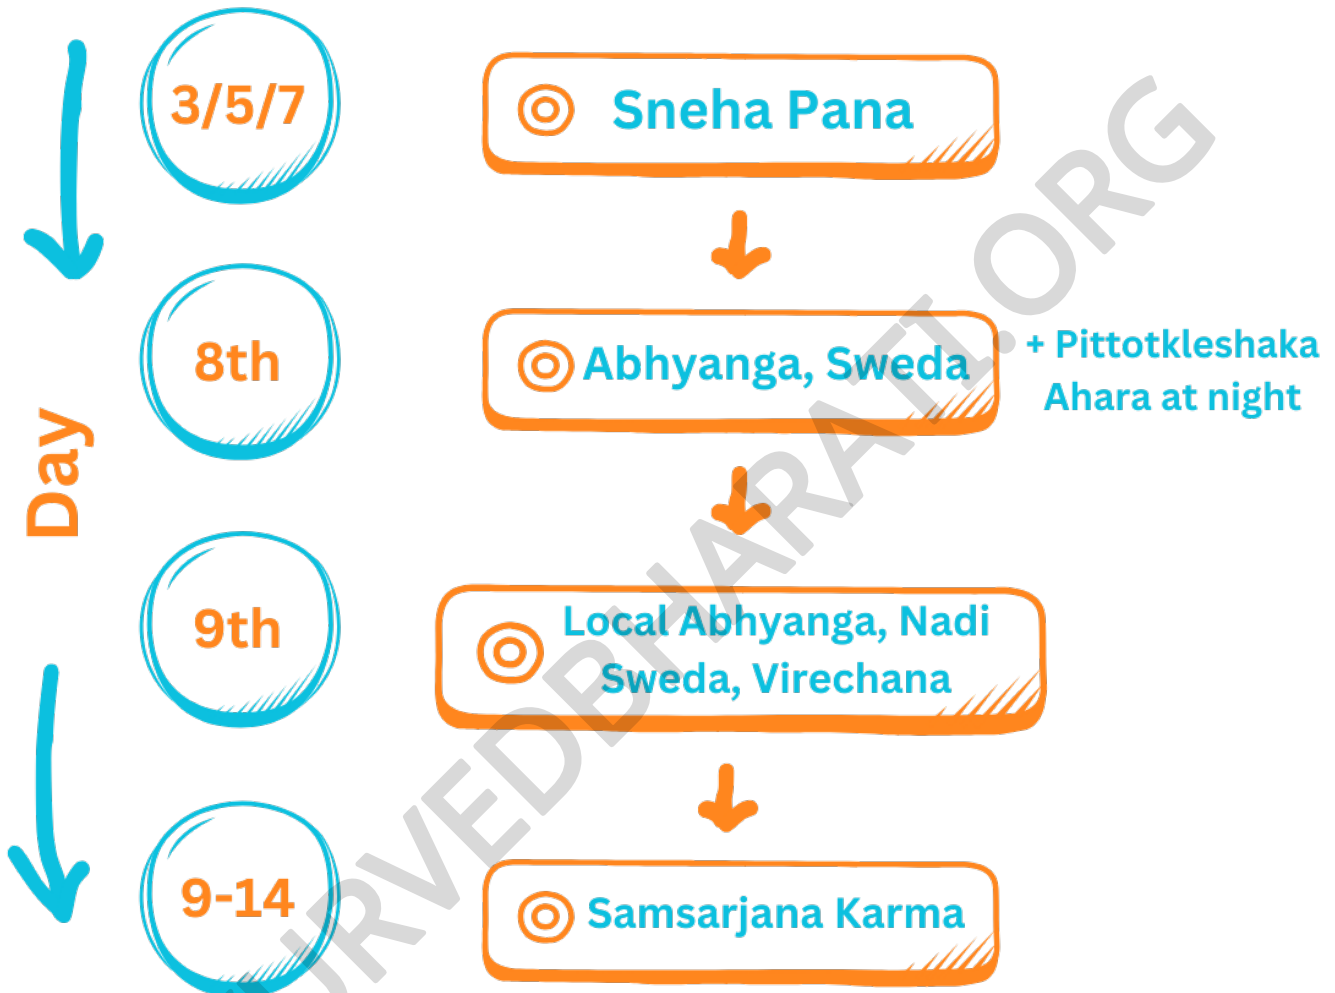 3/5/7
Sneha Pana
8th
Abhyanga, Sweda
+ Pittotkleshaka
Ahara at night
Day
9th
Local Abhyanga, Nadi
Sweda, Virechana
9-14
Samsarjana Karma
URVEDBHARATI.ORG